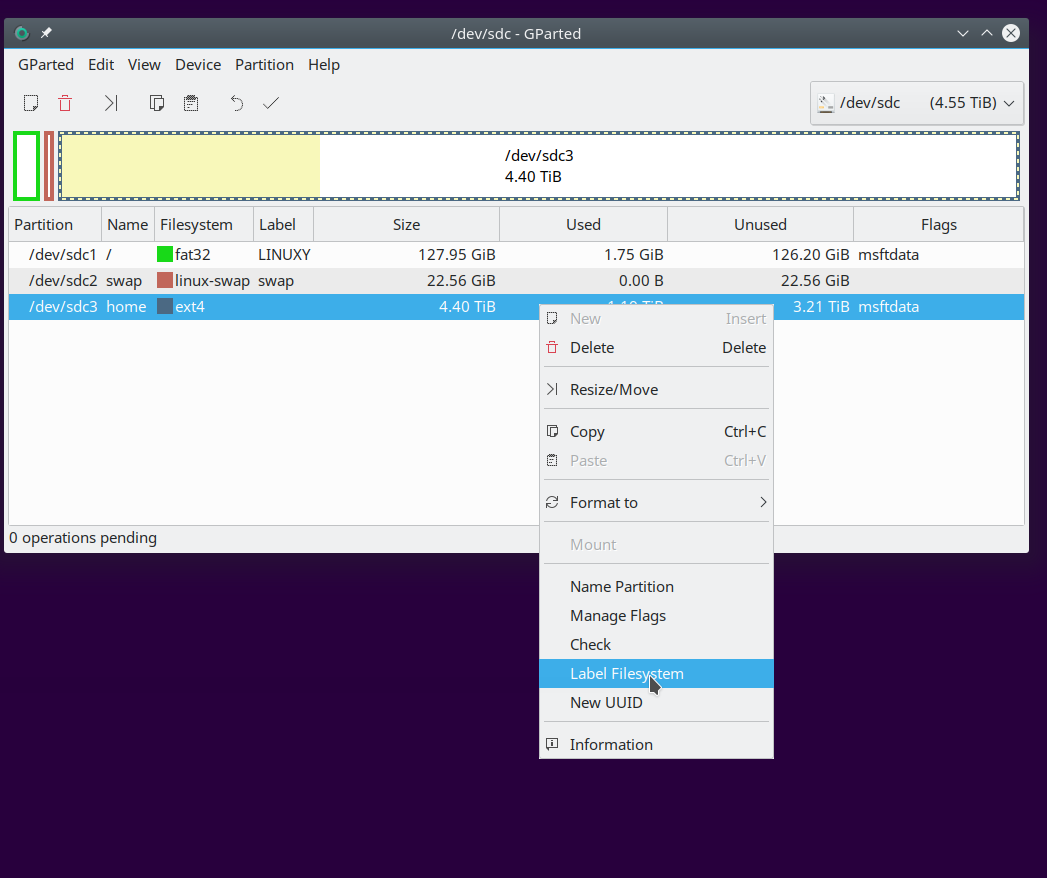 /dev/sdc - GParted
GParted Edit View Device Partition Help
/dev/sdc (4.55 TiB)
/dev/sdc3
4.40 TiB
Partition Name Filesystem Label Size Used Unused Flags
/dev/sdc1 / fat32 LINUXY 127.95 GiB 1.75 GiB 126.20 GiB msftdata
/dev/sdc2 swap linux-swap swap 22.56 GiB 0.00 B 22.56 GiB
/dev/sdc3 home ext4 4.40 TiB 3.21 TiB msftdata
New Insert
Delete Delete
Resize/Move
Copy Ctrl+C
Paste Ctrl+V
Format to
Mount
Name Partition
Manage Flags
Check
Label Filesystem
New UUID
Information
0 operations pending